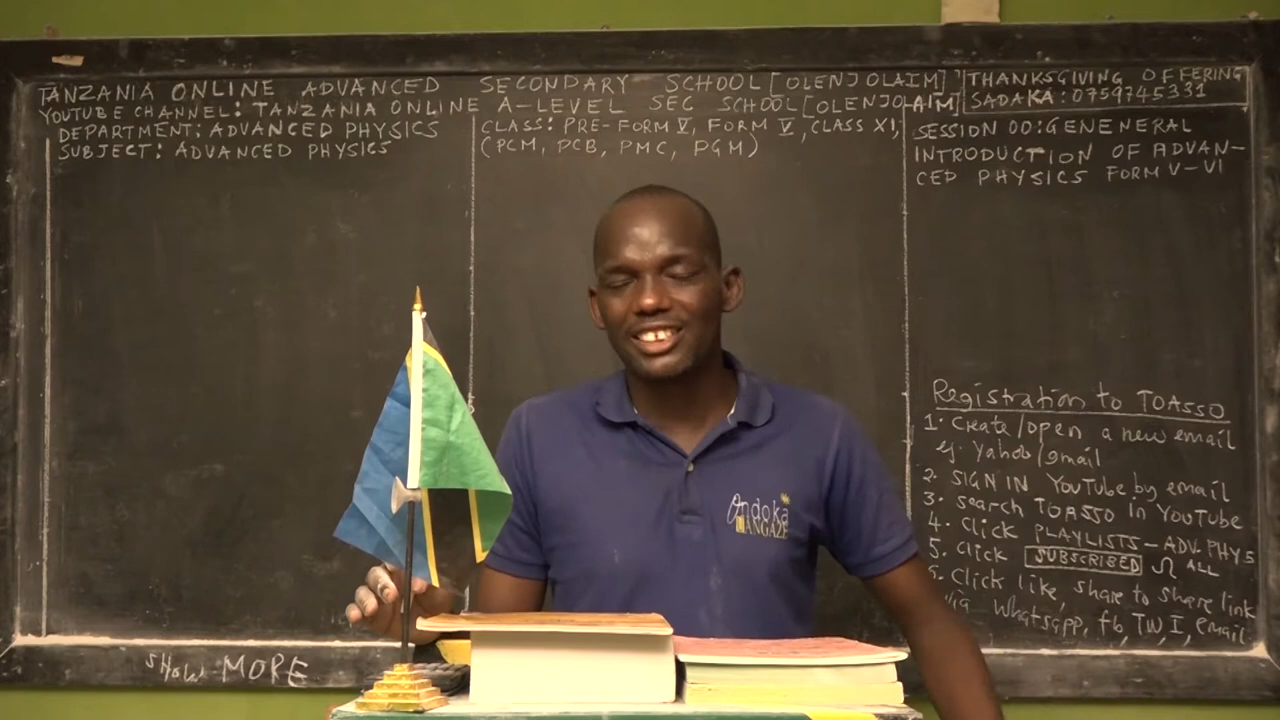 TANZANIA ONLINE ADVANCED SECONDARY SCHOOL [OLENJOLAIM]
YOUTUBE CHANNEL: TANZANIA ONLINE A-LEVEL SEC SCHOOL [OLENJOLAIM]
DEPARTMENT: ADVANCED PHYSICS
SUBJECT: ADVANCED PHYSICS
CLASS: PRE-FORM V, FORM V, CLASS XI,
(PCM, PCB, PMC, PGM)
THANKSGIVING OFFERING
SADAKA: 0759745331
SESSION 00: GENENERAL
INTRODUCTION OF ADVAN-
CED PHYSICS FORM V-VI
Registration to TOASSO
1. Create/open a new email
eg. Yahoo/gmail
2. SIGN IN YOUTUBE by email
3. Search TOASSO in YOUTUBE
4. Click PLAYLISTS - ADV. PHYS
5. Click SUBSCRIBED ALL
6. Click like, share to share link
via Whatsapp, fb, TW, I, email
Ondoka
UANGAZE
Show MORE